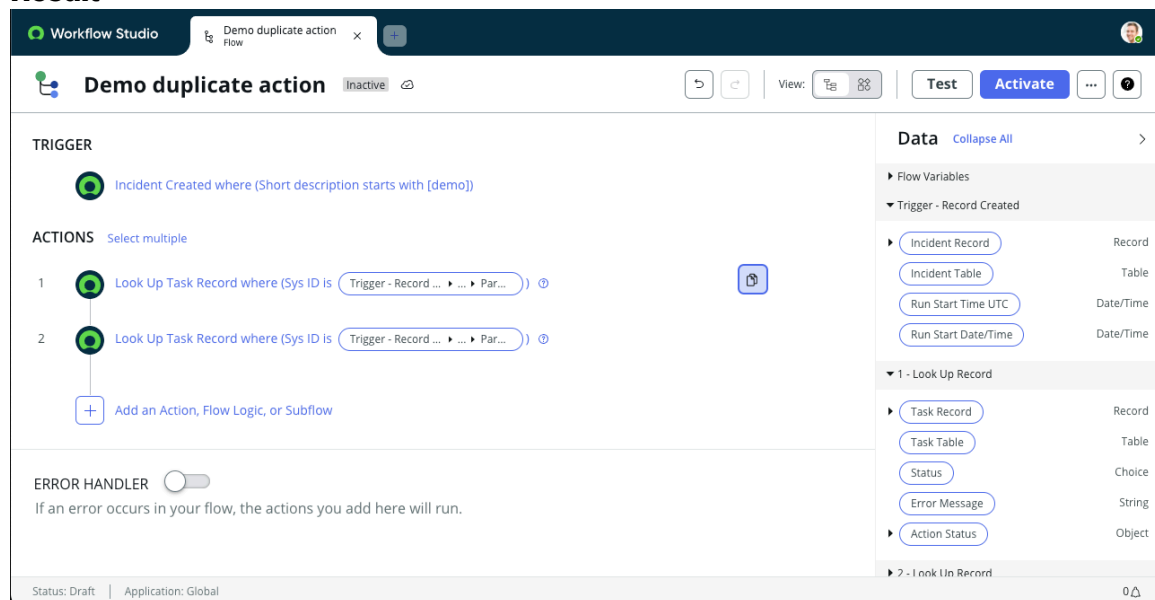 Result
Workflow Studio
Demo duplicate action
Flow
Demo duplicate action
Inactive
View:
Test
Activate
TRIGGER
Incident Created where (Short description starts with [demo])
ACTIONS
Select multiple
1
Look Up Task Record where (Sys ID is Trigger - Record ... ▸ ... ▸ Par... )
2
Look Up Task Record where (Sys ID is Trigger - Record ... ▸ ... ▸ Par... )
Add an Action, Flow Logic, or Subflow
ERROR HANDLER
If an error occurs in your flow, the actions you add here will run.
Data
Collapse All
Flow Variables
Trigger - Record Created
Incident Record Record
Incident Table Table
Run Start Time UTC Date/Time
Run Start Date/Time Date/Time
1 - Look Up Record
Task Record Record
Task Table Table
Status Choice
Error Message String
Action Status Object
2 - Look Up Record
Status: Draft
Application: Global
0